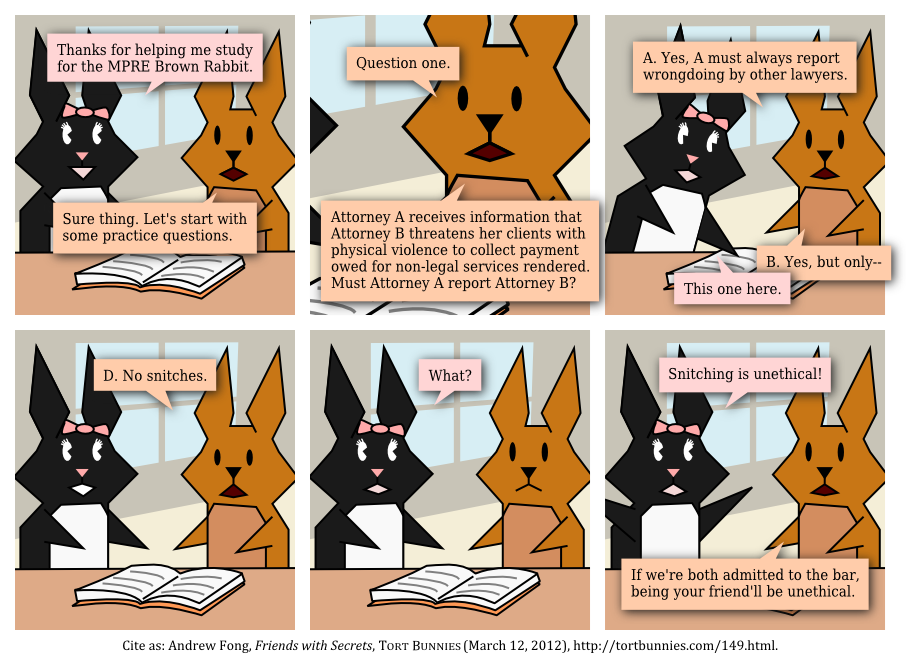 Thanks for helping me study
for the MPRE Brown Rabbit.
Sure thing. Let's start with
some practice questions.
Question one.
Attorney A receives information that
Attorney B threatens her clients with
physical violence to collect payment
owed for non-legal services rendered.
Must Attorney A report Attorney B?
A. Yes, A must always report
wrongdoing by other lawyers.
B. Yes, but only--
This one here.
D. No snitches.
What?
Snitching is unethical!
If we're both admitted to the bar,
being your friend'll be unethical.
Cite as: Andrew Fong, Friends with Secrets, TORT BUNNIES (March 12, 2012), http://tortbunnies.com/149.html.